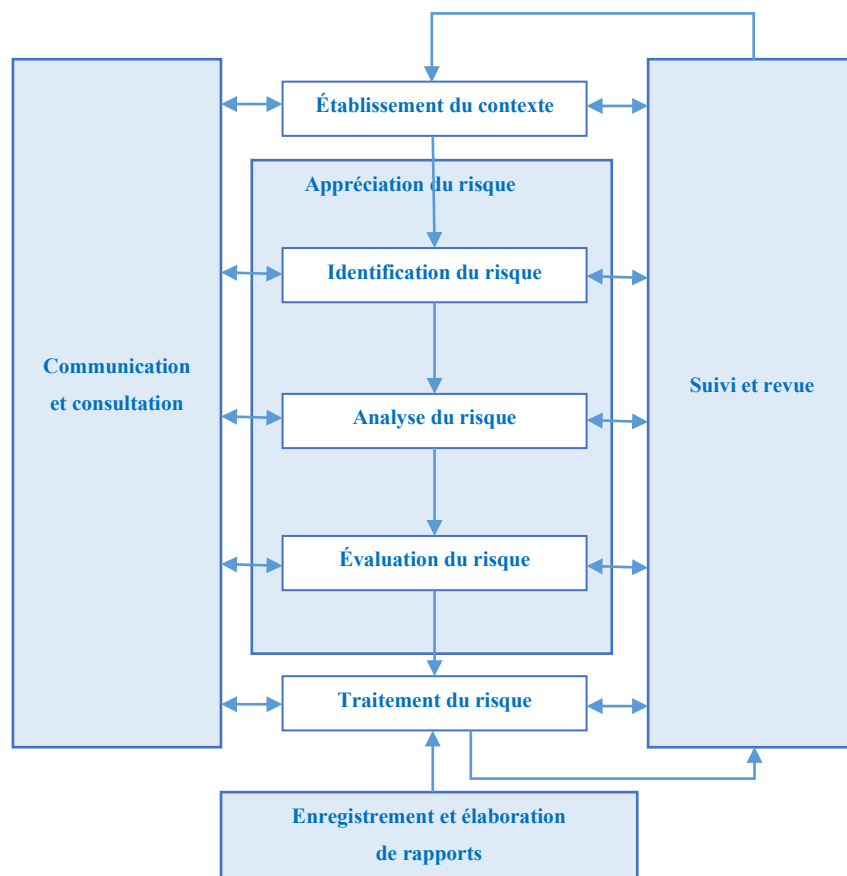 Établissement du contexte
Appréciation du risque
Identification du risque
Communication
et consultation
Suivi et revue
Analyse du risque
Évaluation du risque
Traitement du risque
Enregistrement et élaboration
de rapports